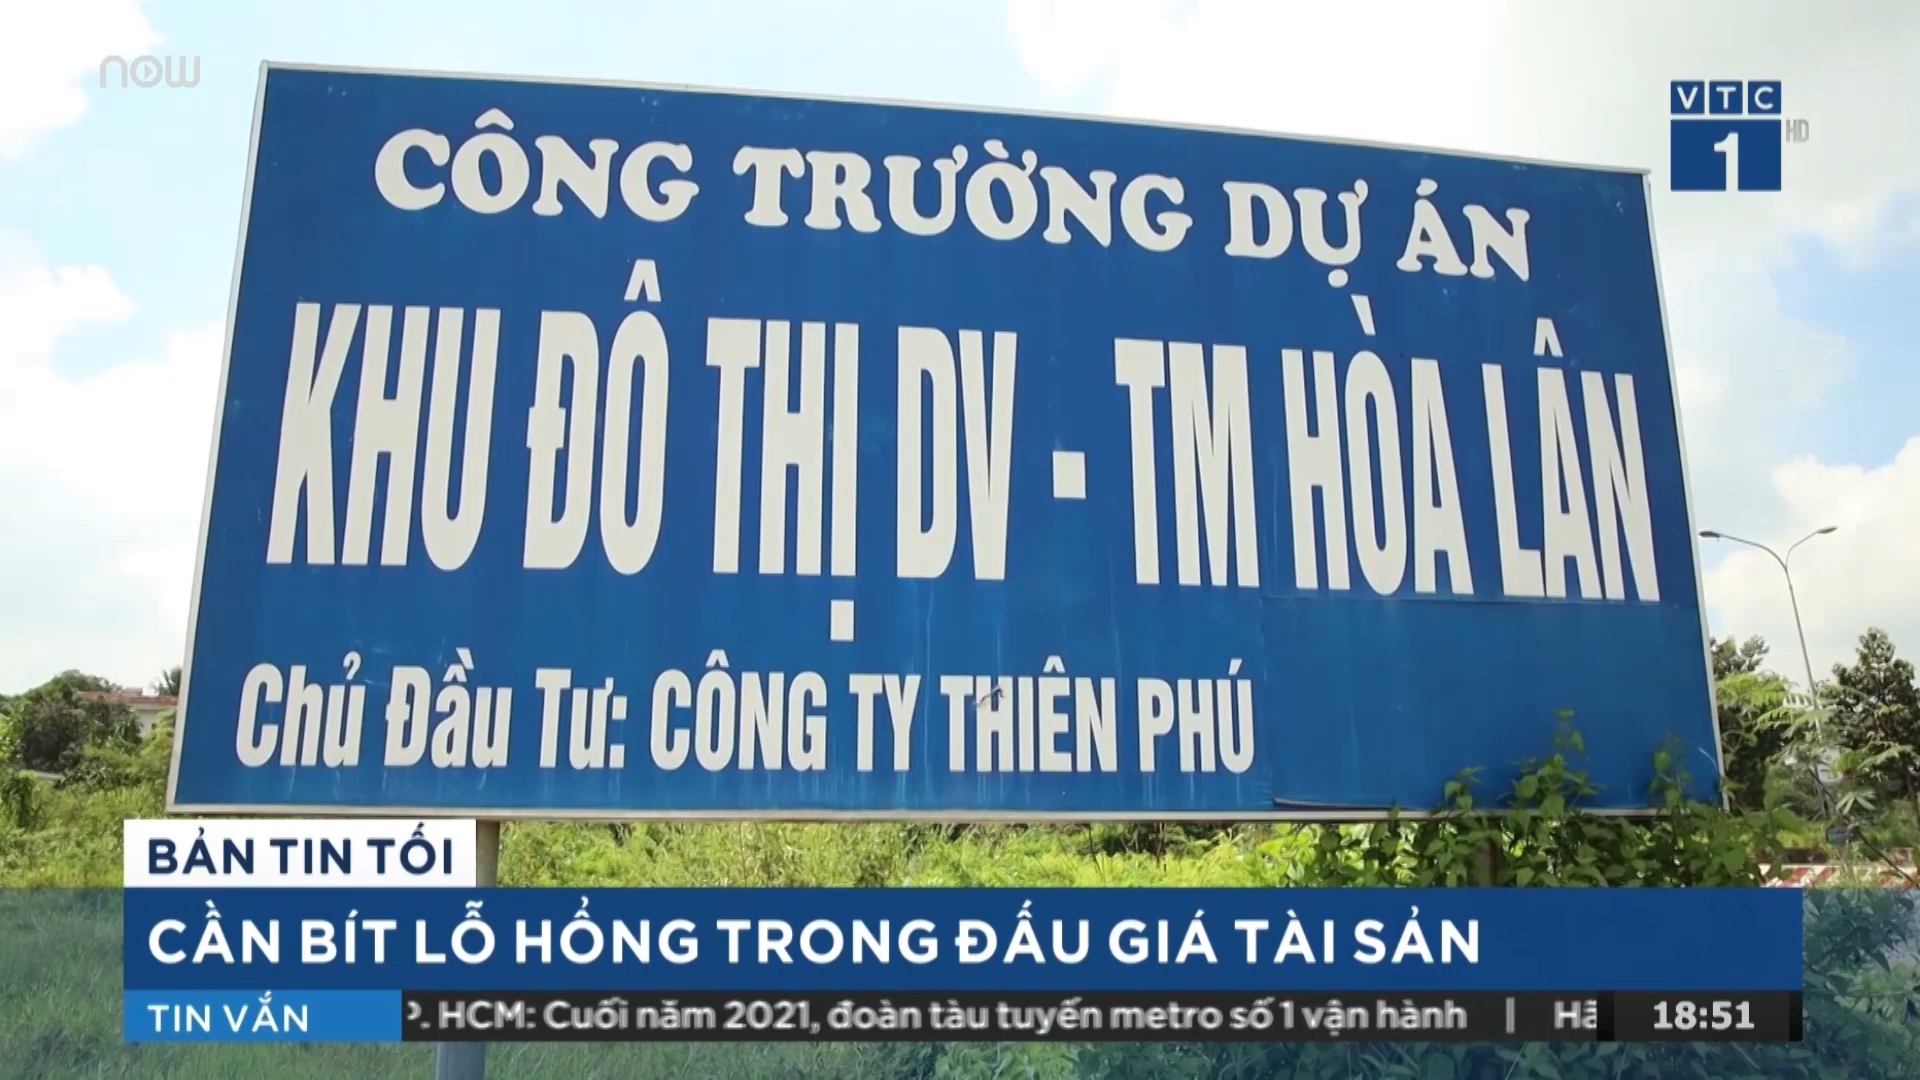 now
VTC
1
HD
CÔNG TRƯỜNG DỰ ÁN
KHU ĐÔ THỊ DV - TM HÒA LÂN
Chủ Đầu Tư: CÔNG TY THIÊN PHÚ
BẢN TIN TỐI
CẦN BÍT LỖ HỔNG TRONG ĐẤU GIÁ TÀI SẢN
TIN VẮN
P. HCM: Cuối năm 2021, đoàn tàu tuyến metro số 1 vận hành |
18:51